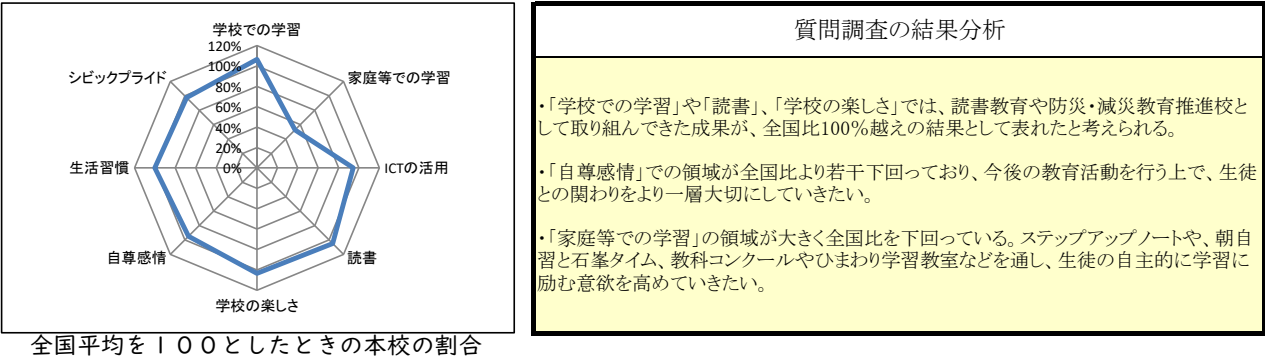 学校での学習
120%
100%
80%
60%
40%
20%
0%
家庭等での学習
ICTの活用
読書
学校の楽しさ
自尊感情
生活習慣
シビックプライド
全国平均を１００としたときの本校の割合
質問調査の結果分析
・「学校での学習」や「読書」、「学校の楽しさ」では、読書教育や防災・減災教育推進校と
して取り組んできた成果が、全国比100％越えの結果として表れたと考えられる。
・「自尊感情」での領域が全国比より若干下回っており、今後の教育活動を行う上で、生徒
との関わりをより一層大切にしていきたい。
・「家庭等での学習」の領域が大きく全国比を下回っている。ステップアップノートや、朝自
習と石峯タイム、教科コンクールやひまわり学習教室などを通し、生徒の自主的に学習に
励む意欲を高めていきたい。